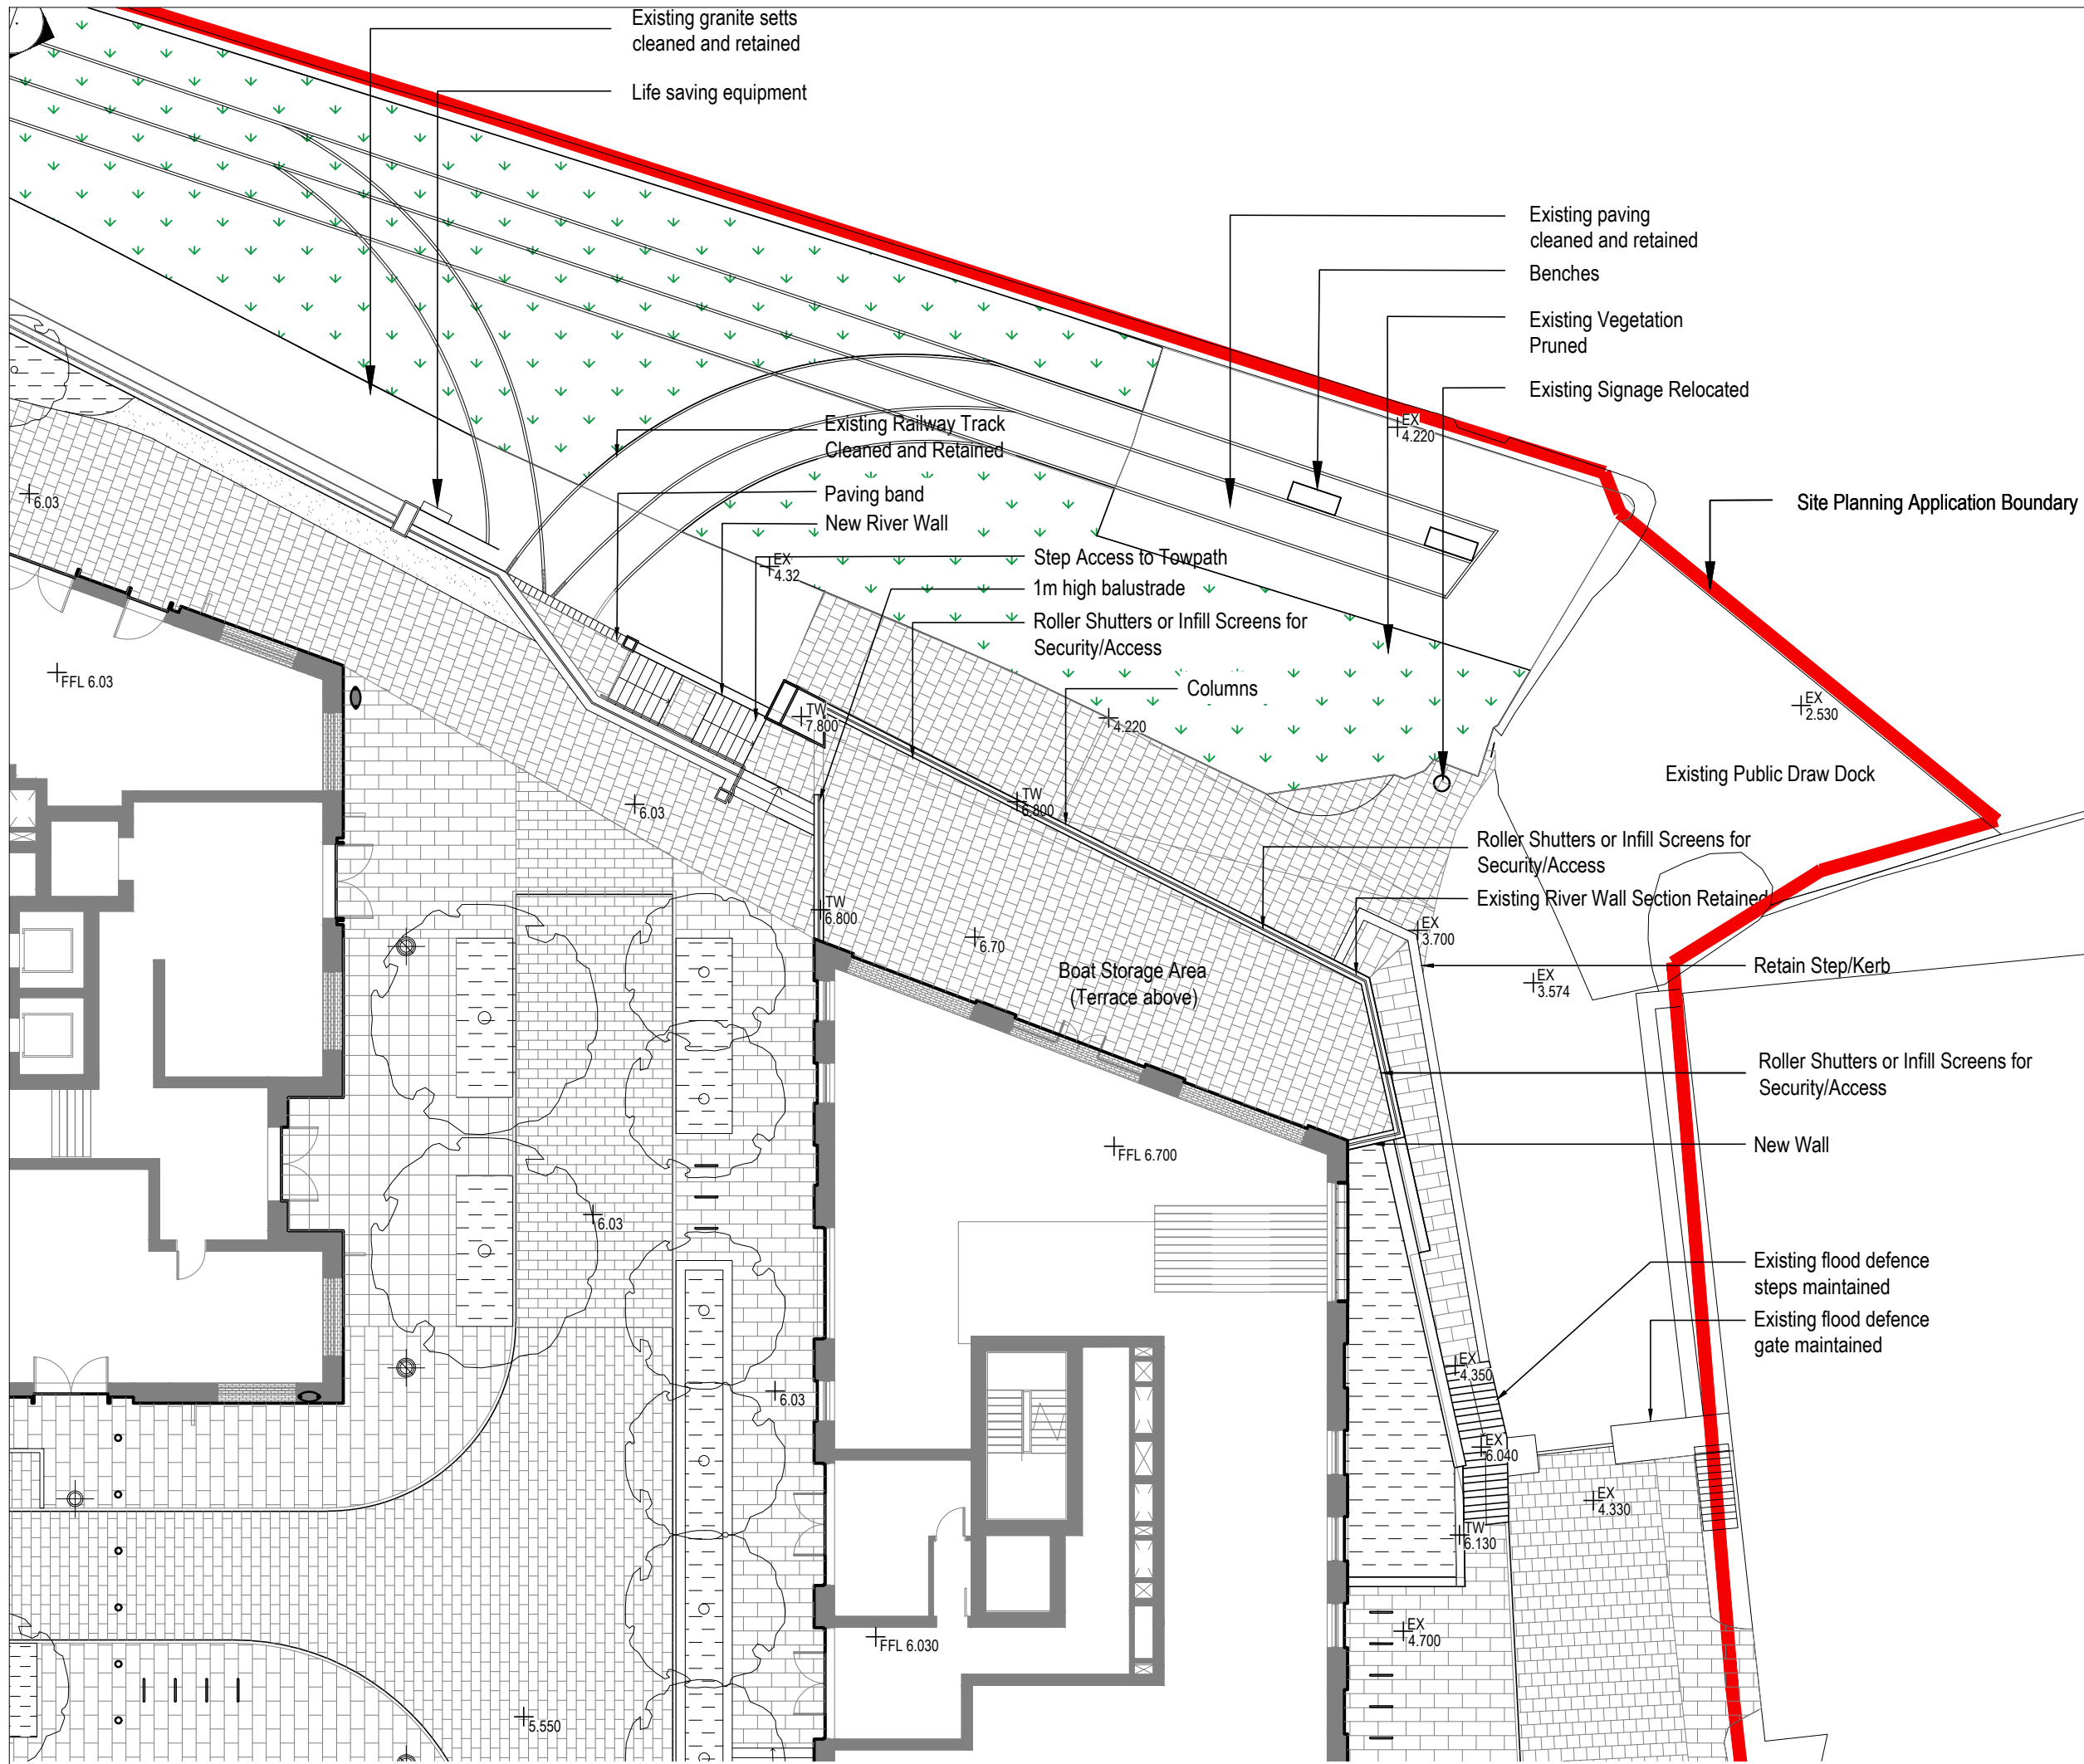 Existing granite setts
cleaned and retained
Life saving equipment
Existing paving
cleaned and retained
Benches
Existing Vegetation
Pruned
Existing Signage Relocated
EX
4.220
Existing Railway Track
Cleaned and Retained
Paving band
New River Wall
6.03
Site Planning Application Boundary
EX
4.32
Step Access to Towpath
1m high balustrade
Roller Shutters or Infill Screens for
Security/Access
FFL 6.03
Columns
TW
7.800
4.220
EX
2.530
Existing Public Draw Dock
6.03
TW
6.800
Roller Shutters or Infill Screens for
Security/Access
Existing River Wall Section Retained
TW
6.800
6.70
EX
3.700
Boat Storage Area
(Terrace above)
Retain Step/Kerb
EX
3.574
Roller Shutters or Infill Screens for
Security/Access
FFL 6.700
New Wall
6.03
Existing flood defence
steps maintained
Existing flood defence
gate maintained
EX
4.350
6.03
EX
6.040
EX
4.330
TW
6.130
FFL 6.030
EX
4.700
5.550